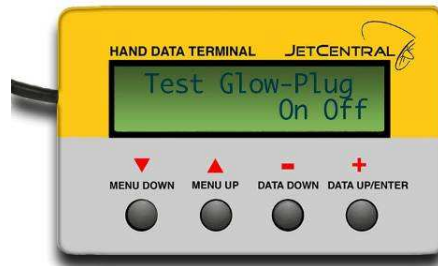 HAND DATA TERMINAL JETCENTRAL
Test Glow-Plug
On Off
MENU DOWN MENU UP DATA DOWN DATA UP/ENTER